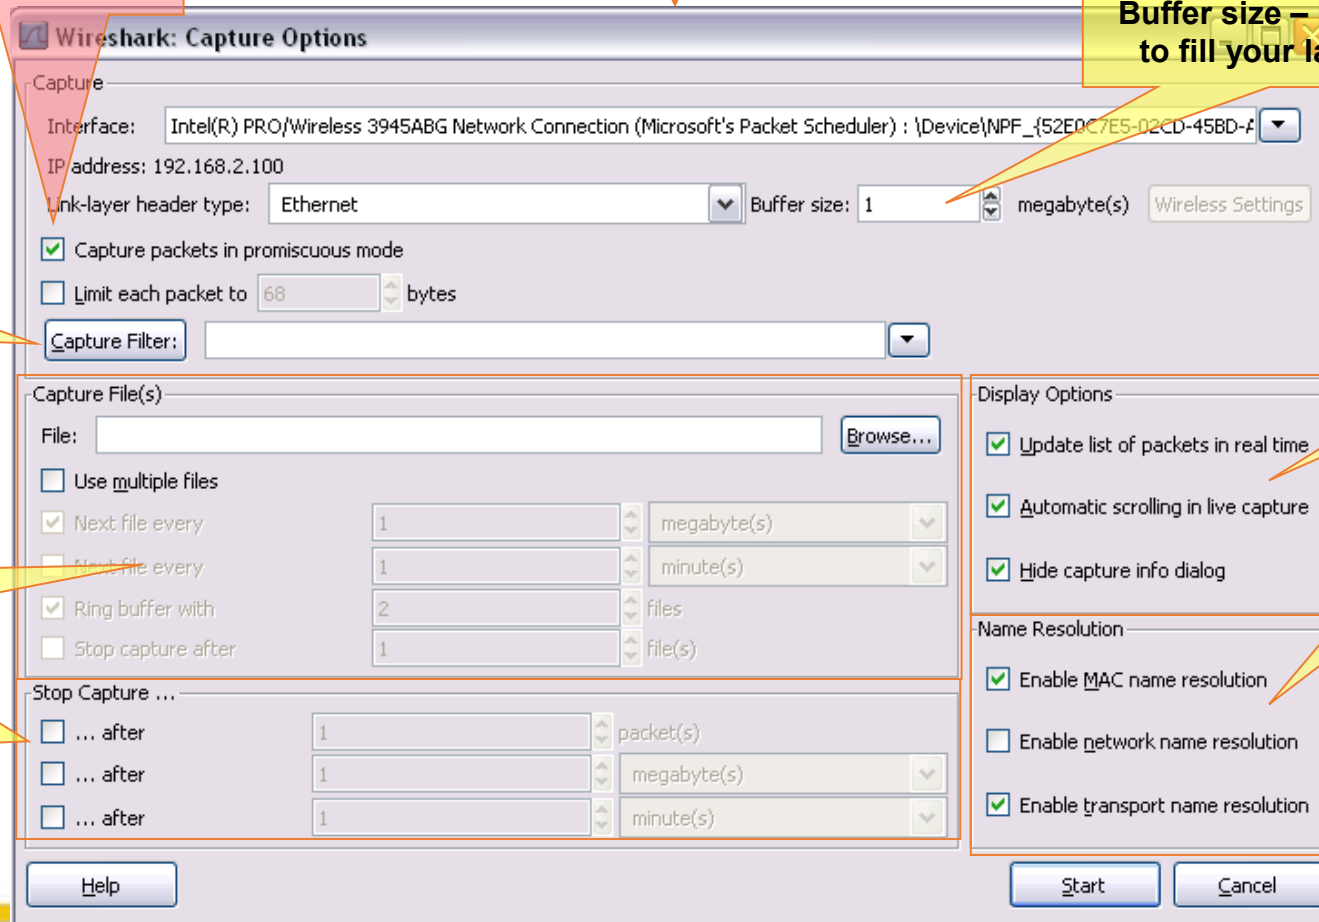 Buffer size –
to fill your la
Wireshark: Capture Options
Capture
Interface: Intel(R) PRO/Wireless 3945ABG Network Connection (Microsoft's Packet Scheduler) : \Device\NPF_{52E0C7E5-02CD-45BD-A
IP address: 192.168.2.100
Link-layer header type: Ethernet Buffer size: 1 megabyte(s) Wireless Settings
Capture packets in promiscuous mode
Limit each packet to 68 bytes
Capture Filter:
Capture File(s)
File: Browse...
Use multiple files
Next file every 1 megabyte(s)
Next file every 1 minute(s)
Ring buffer with 2 files
Stop capture after 1 file(s)
Stop Capture ...
... after 1 packet(s)
... after 1 megabyte(s)
... after 1 minute(s)
Display Options
Update list of packets in real time
Automatic scrolling in live capture
Hide capture info dialog
Name Resolution
Enable MAC name resolution
Enable network name resolution
Enable transport name resolution
Help Start Cancel